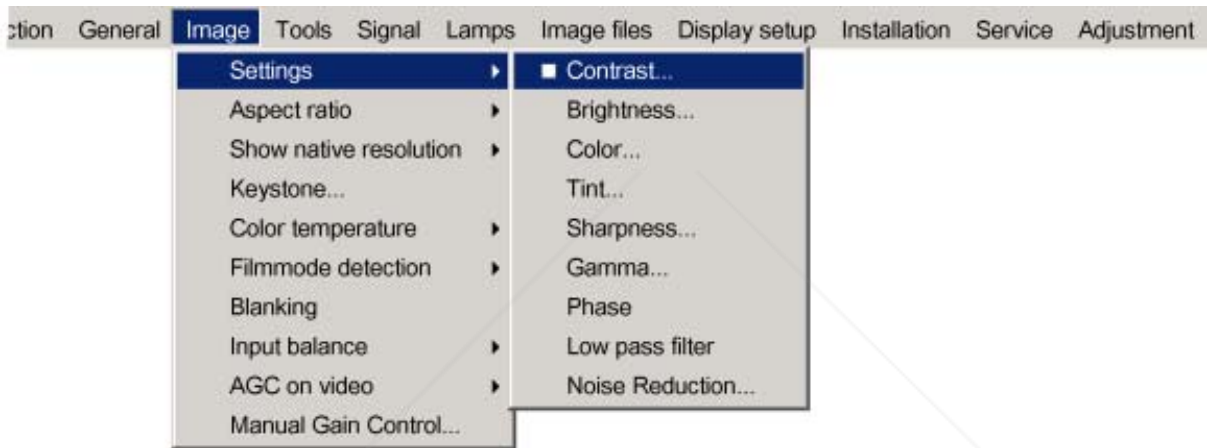 ction General Image Tools Signal Lamps Image files Display setup Installation Service Adjustment
Settings
Aspect ratio
Show native resolution
Keystone...
Color temperature
Filmmode detection
Blanking
Input balance
AGC on video
Manual Gain Control...
Contrast...
Brightness...
Color...
Tint...
Sharpness...
Gamma...
Phase
Low pass filter
Noise Reduction...